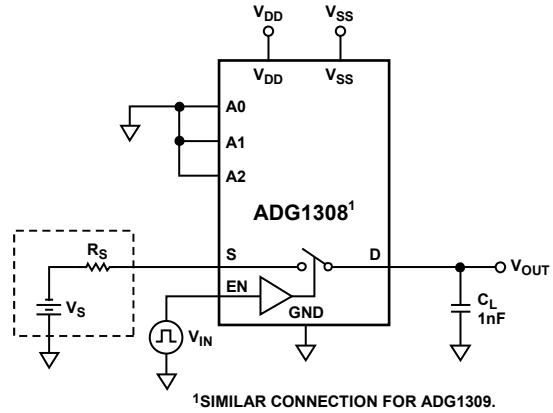 VDD VSS
VDD VSS
A0
A1
A2
ADG1308¹
RS S D
VOUT
EN
VS GND CL
1nF
VIN
¹SIMILAR CONNECTION FOR ADG1309.